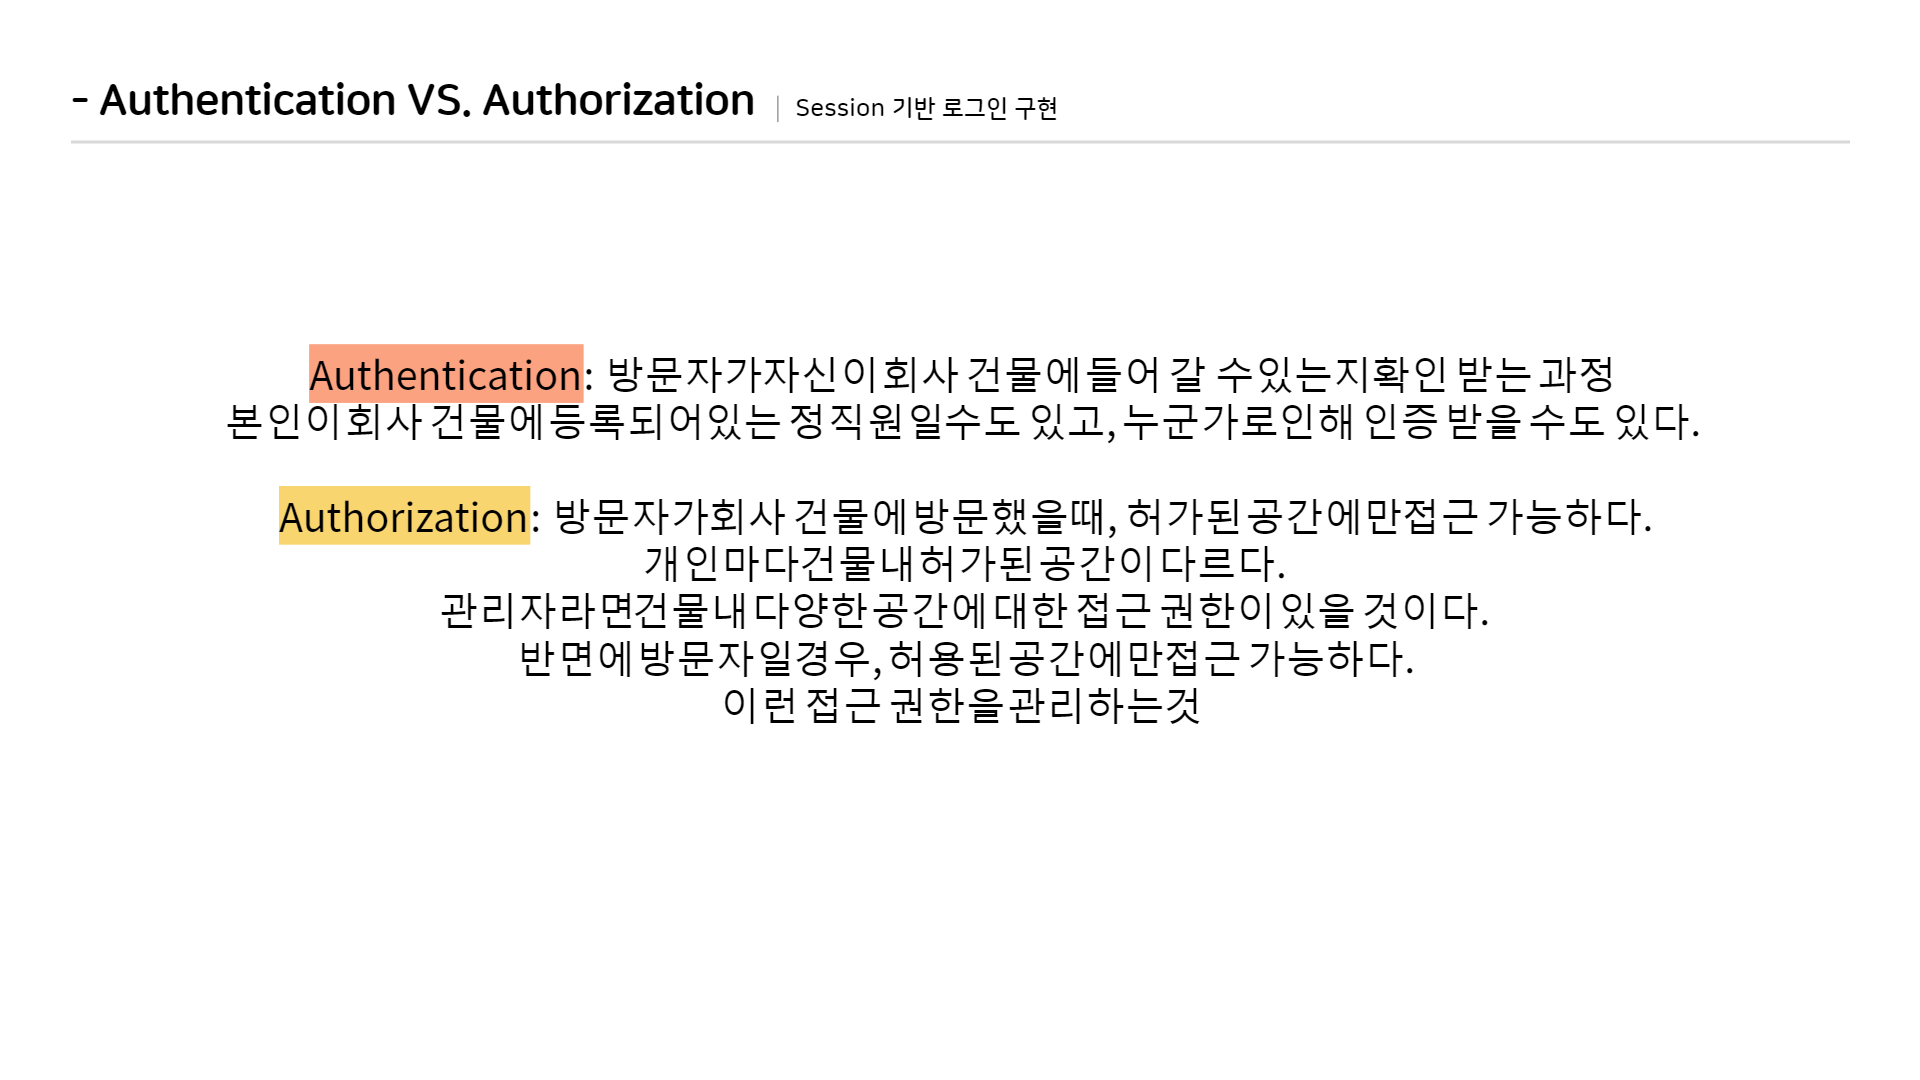 - Authentication VS. Authorization | Session 기반 로그인 구현
Authentication: 방문자가 자신이 회사 건물에 들어 갈 수 있는지 확인 받는 과정
본인이 회사 건물에 등록되어 있는 정직원일수도 있고, 누군가로 인해 인증 받을 수도 있다.
Authorization: 방문자가 회사 건물에 방문했을 때, 허가된 공간에만 접근 가능하다.
개인마다 건물 내 허가된 공간이 다르다.
관리자라면 건물 내 다양한 공간에 대한 접근 권한이 있을 것이다.
반면에 방문자일 경우, 허용된 공간에만 접근 가능하다.
이런 접근 권한을 관리하는 것